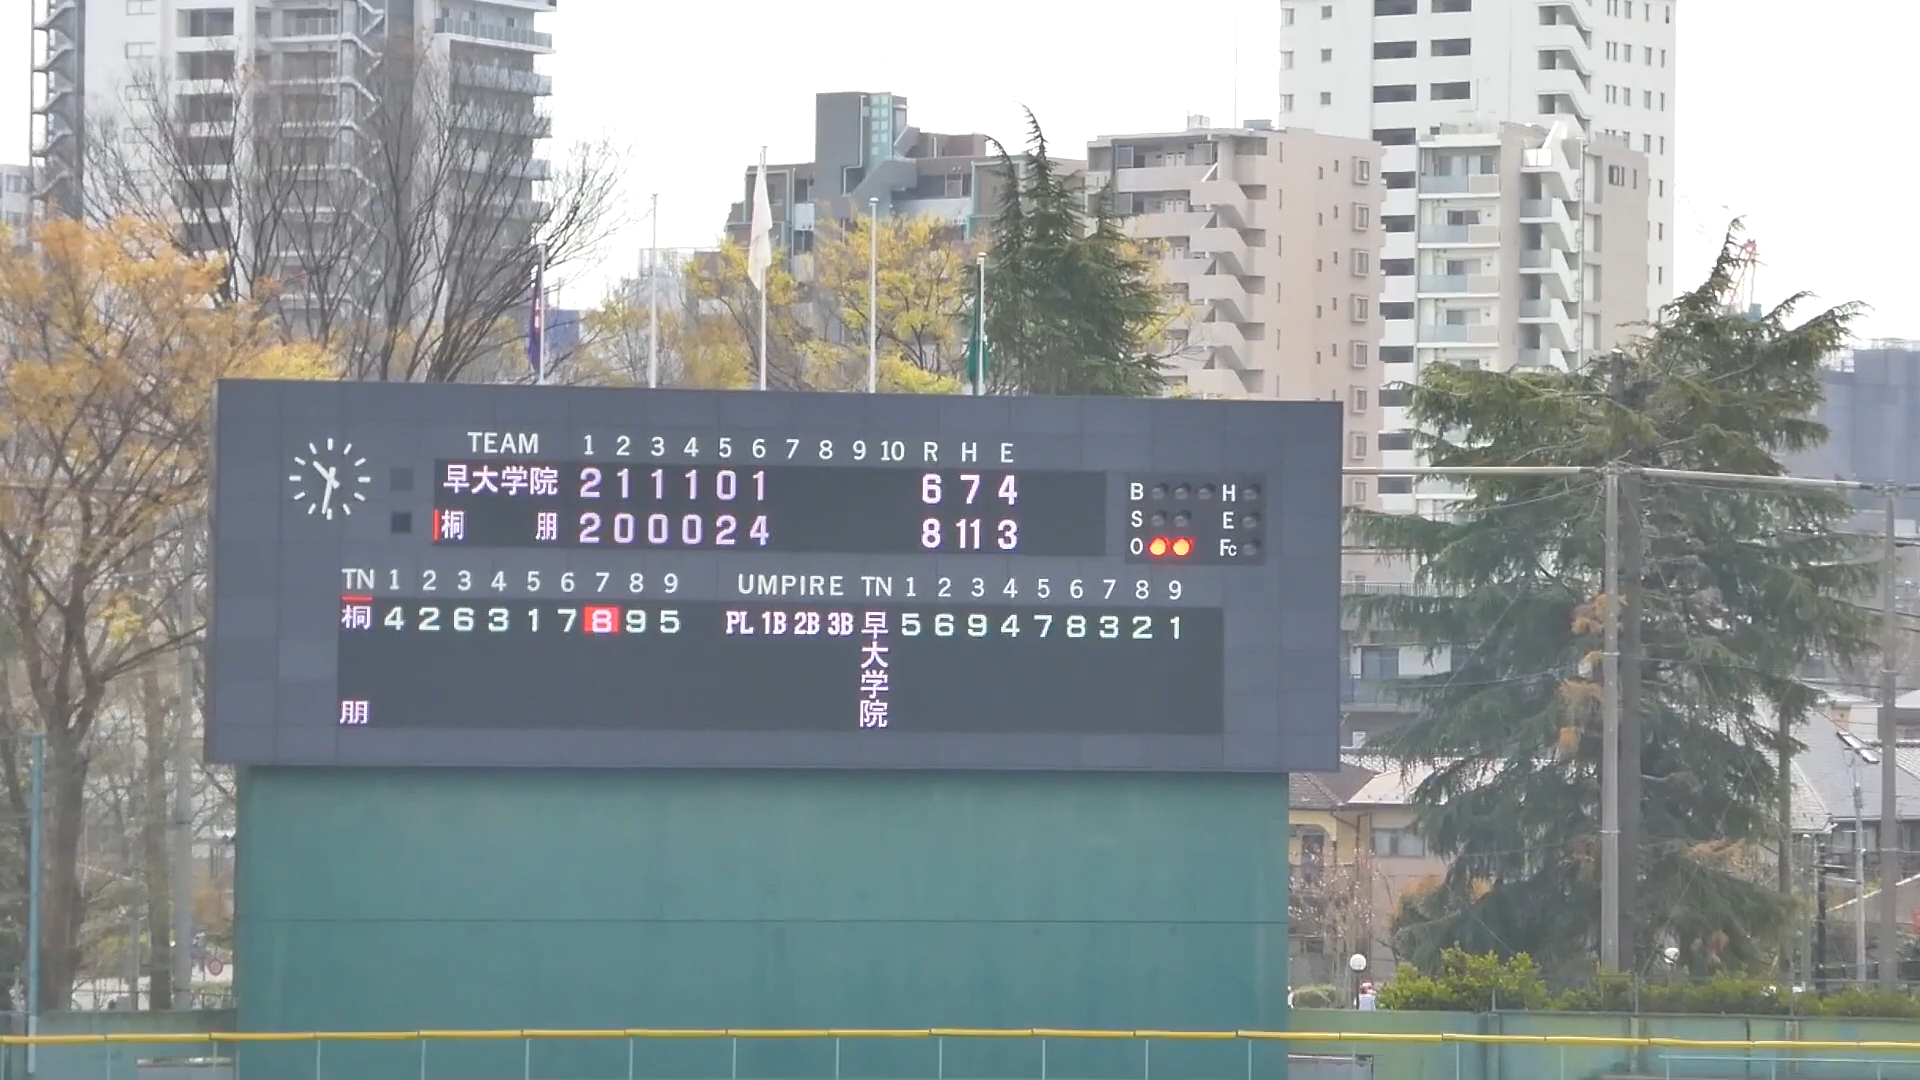 TEAM 1 2 3 4 5 6 7 8 9 10 R H E
早大学院 2 1 1 1 0 1 6 7 4
桐朋 2 0 0 0 2 4 8 11 3
B H
S E
O Fc
TN 1 2 3 4 5 6 7 8 9
桐朋 4 2 6 3 1 7 8 9 5
UMPIRE
PL 1B 2B 3B
TN 1 2 3 4 5 6 7 8 9
早大学院 5 6 9 4 7 8 3 2 1